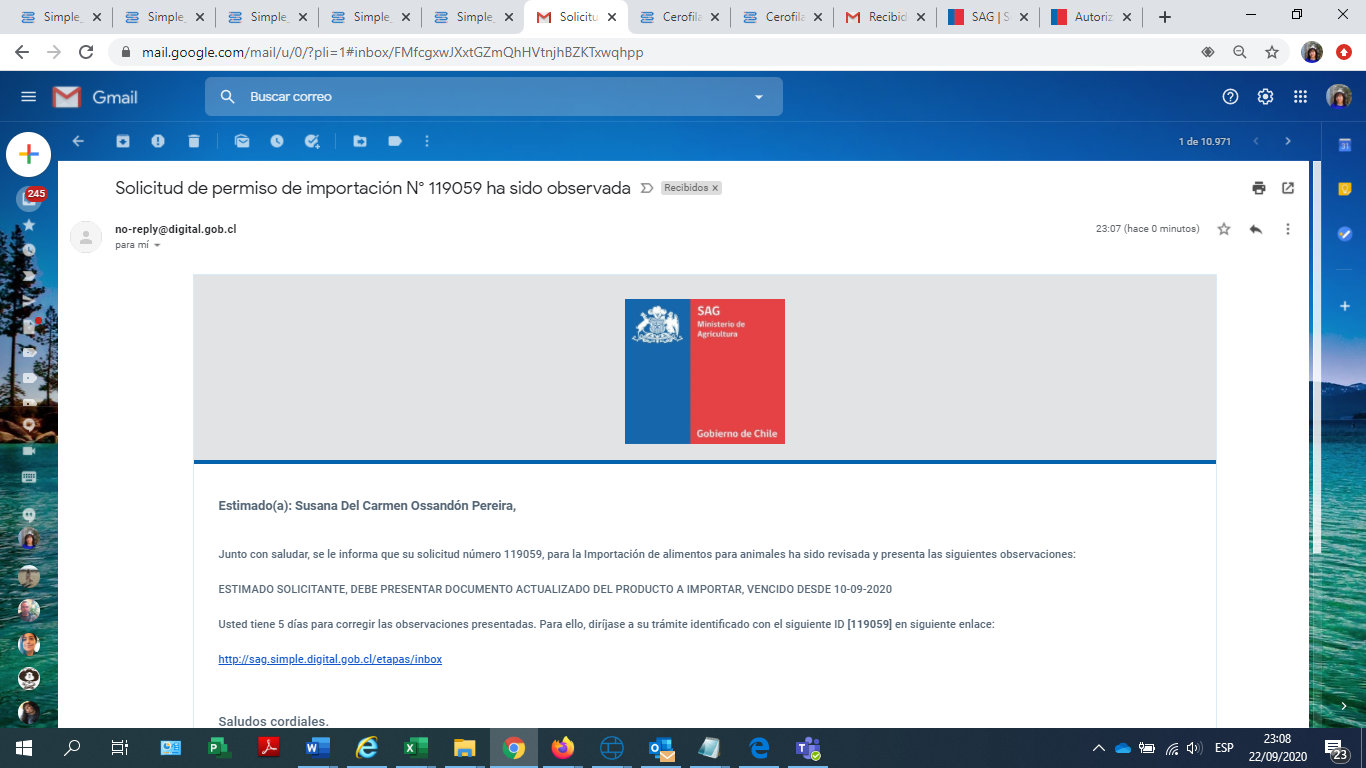 Simple_
Simple_
Simple_
Simple_
Simple_
Solicitu
Cerofila
Cerofila
Recibid
SAG | S
Autoriz
mail.google.com/mail/u/0/?pli=1#inbox/FMfcgxwJXxtGZmQhHVtnjhBZKTxwqhpp
Gmail
Buscar correo
1 de 10.971
31
245
Solicitud de permiso de importación N° 119059 ha sido observada
Recibidos x
no-reply@digital.gob.cl
para mí
23:07 (hace 0 minutos)
SAG
Ministerio de
Agricultura
Gobierno de Chile
Estimado(a): Susana Del Carmen Ossandón Pereira,
Junto con saludar, se le informa que su solicitud número 119059, para la Importación de alimentos para animales ha sido revisada y presenta las siguientes observaciones:
ESTIMADO SOLICITANTE, DEBE PRESENTAR DOCUMENTO ACTUALIZADO DEL PRODUCTO A IMPORTAR, VENCIDO DESDE 10-09-2020
Usted tiene 5 días para corregir las observaciones presentadas. Para ello, diríjase a su trámite identificado con el siguiente ID [119059] en siguiente enlace:
http://sag.simple.digital.gob.cl/etapas/inbox
Saludos cordiales.
ESP
23:08
22/09/2020
23